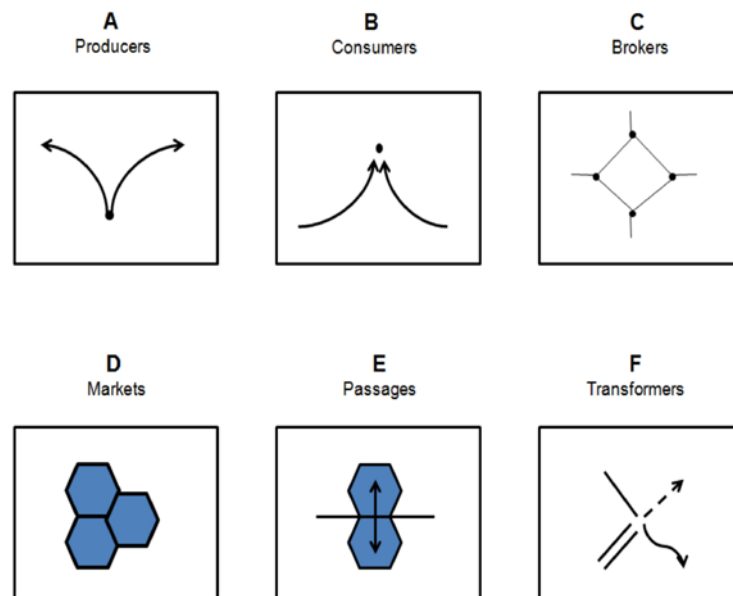 A
Producers
B
Consumers
C
Brokers
D
Markets
E
Passages
F
Transformers